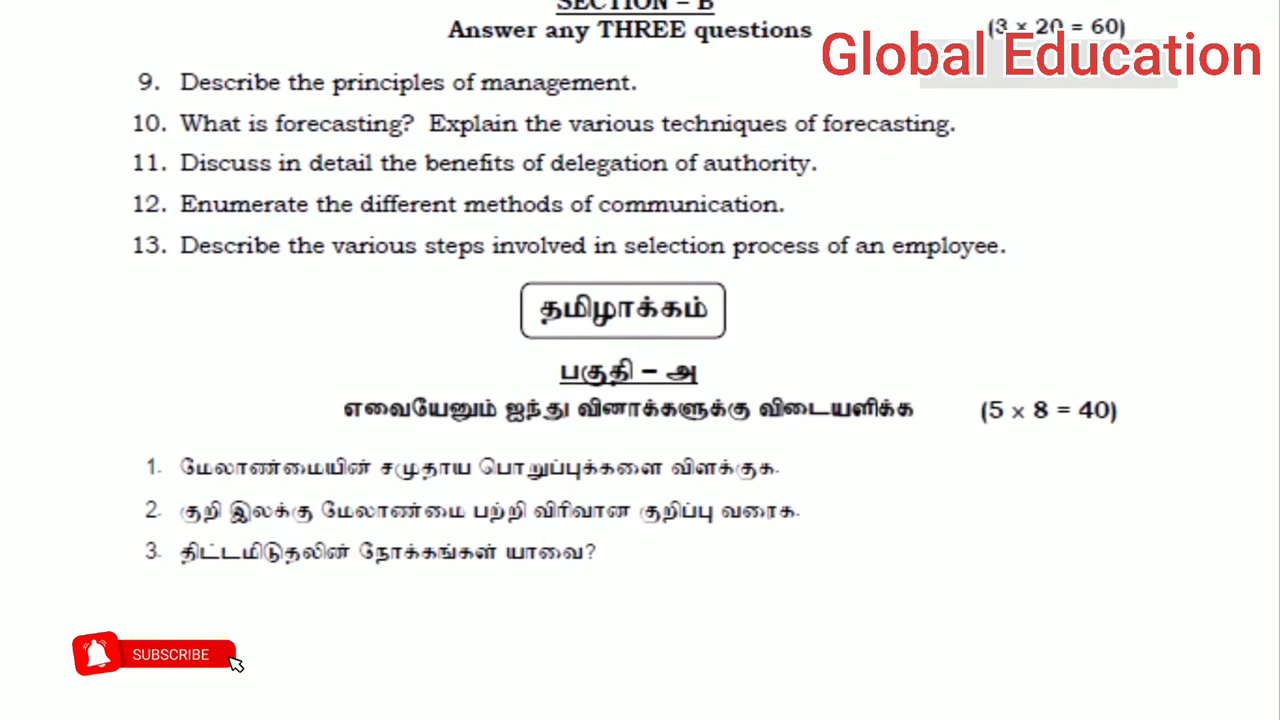 SECTION – B
Answer any THREE questions (3 × 20 = 60)
Global Education
9. Describe the principles of management.
10. What is forecasting? Explain the various techniques of forecasting.
11. Discuss in detail the benefits of delegation of authority.
12. Enumerate the different methods of communication.
13. Describe the various steps involved in selection process of an employee.
தமிழாக்கம்
பகுதி – அ
எவையேனும் ஐந்து வினாக்களுக்கு விடையளிக்க (5 × 8 = 40)
1. மேலாண்மையின் சமுதாய பொறுப்புக்களை விளக்குக.
2. குறி இலக்கு மேலாண்மை பற்றி விரிவான குறிப்பு வரைக.
3. திட்டமிடுதலின் நோக்கங்கள் யாவை?
SUBSCRIBE